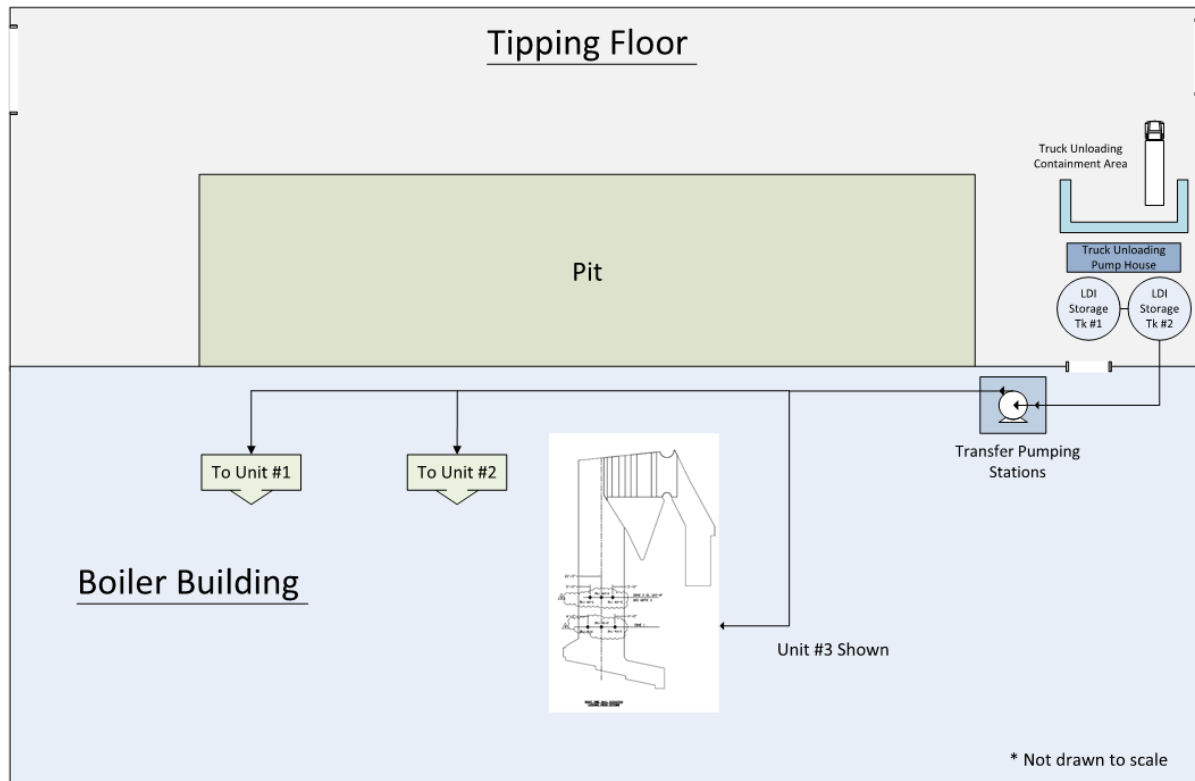 Tipping Floor
Truck Unloading
Containment Area
Truck Unloading
Pump House
Pit
LDI
Storage
Tk #1
LDI
Storage
Tk #2
To Unit #1
To Unit #2
Transfer Pumping
Stations
Boiler Building
Unit #3 Shown
* Not drawn to scale